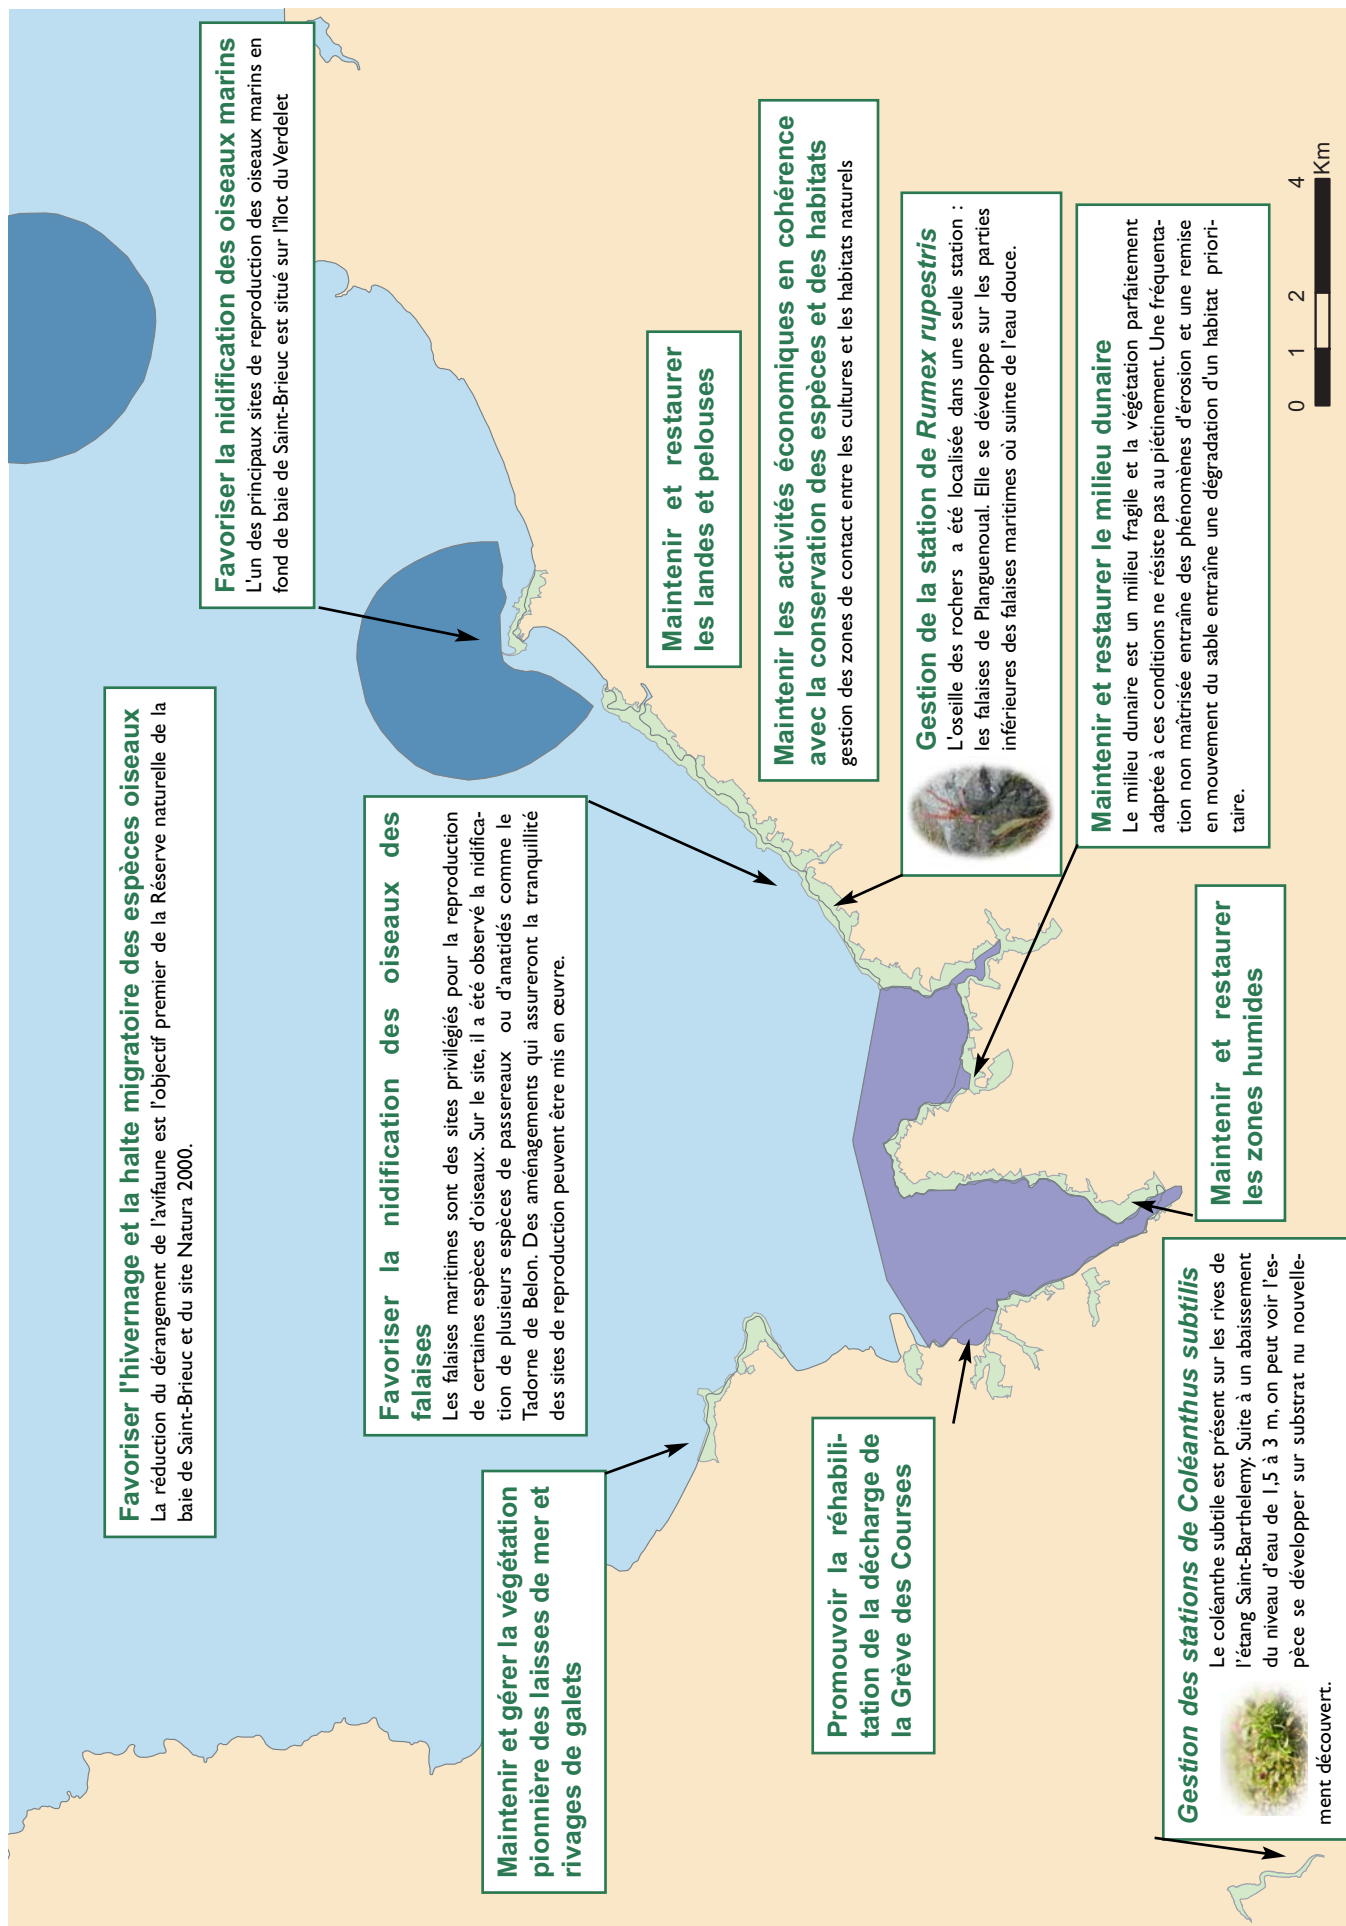 Favoriser l'hivernage et la halte migratoire des espèces oiseaux
La réduction du dérangement de l'avifaune est l'objectif premier de la Réserve naturelle de la
baie de Saint-Brieuc et du site Natura 2000.
Favoriser la nidification des oiseaux marins
L'un des principaux sites de reproduction des oiseaux marins en
fond de baie de Saint-Brieuc est situé sur l'îlot du Verdelet
Favoriser la nidification des oiseaux des
falaises
Les falaises maritimes sont des sites privilégiés pour la reproduction
de certaines espèces d'oiseaux. Sur le site, il a été observé la nidifica-
tion de plusieurs espèces de passereaux ou d'anatidés comme le
Tadorne de Belon. Des aménagements qui assureront la tranquillité
des sites de reproduction peuvent être mis en œuvre.
Maintenir et gérer la végétation
pionnière des laisses de mer et
rivages de galets
Maintenir et restaurer
les landes et pelouses
Maintenir les activités économiques en cohérence
avec la conservation des espèces et des habitats
gestion des zones de contact entre les cultures et les habitats naturels
Promouvoir la réhabili-
tation de la décharge de
la Grève des Courses
Gestion de la station de Rumex rupestris
L'oseille des rochers a été localisée dans une seule station :
les falaises de Planguenoual. Elle se développe sur les parties
inférieures des falaises maritimes où suinte de l'eau douce.
Maintenir et restaurer le milieu dunaire
Le milieu dunaire est un milieu fragile et la végétation parfaitement
adaptée à ces conditions ne résiste pas au piétinement. Une fréquenta-
tion non maîtrisée entraîne des phénomènes d'érosion et une remise
en mouvement du sable entraîne une dégradation d'un habitat priori-
taire.
Maintenir et restaurer
les zones humides
Gestion des stations de Coléanthus subtilis
Le coléanthe subtile est présent sur les rives de
l'étang Saint-Barthelemy. Suite à un abaissement
du niveau d'eau de 1,5 à 3 m, on peut voir l'es-
pèce se développer sur substrat nu nouvelle-
ment découvert.
0 1 2 4
Km